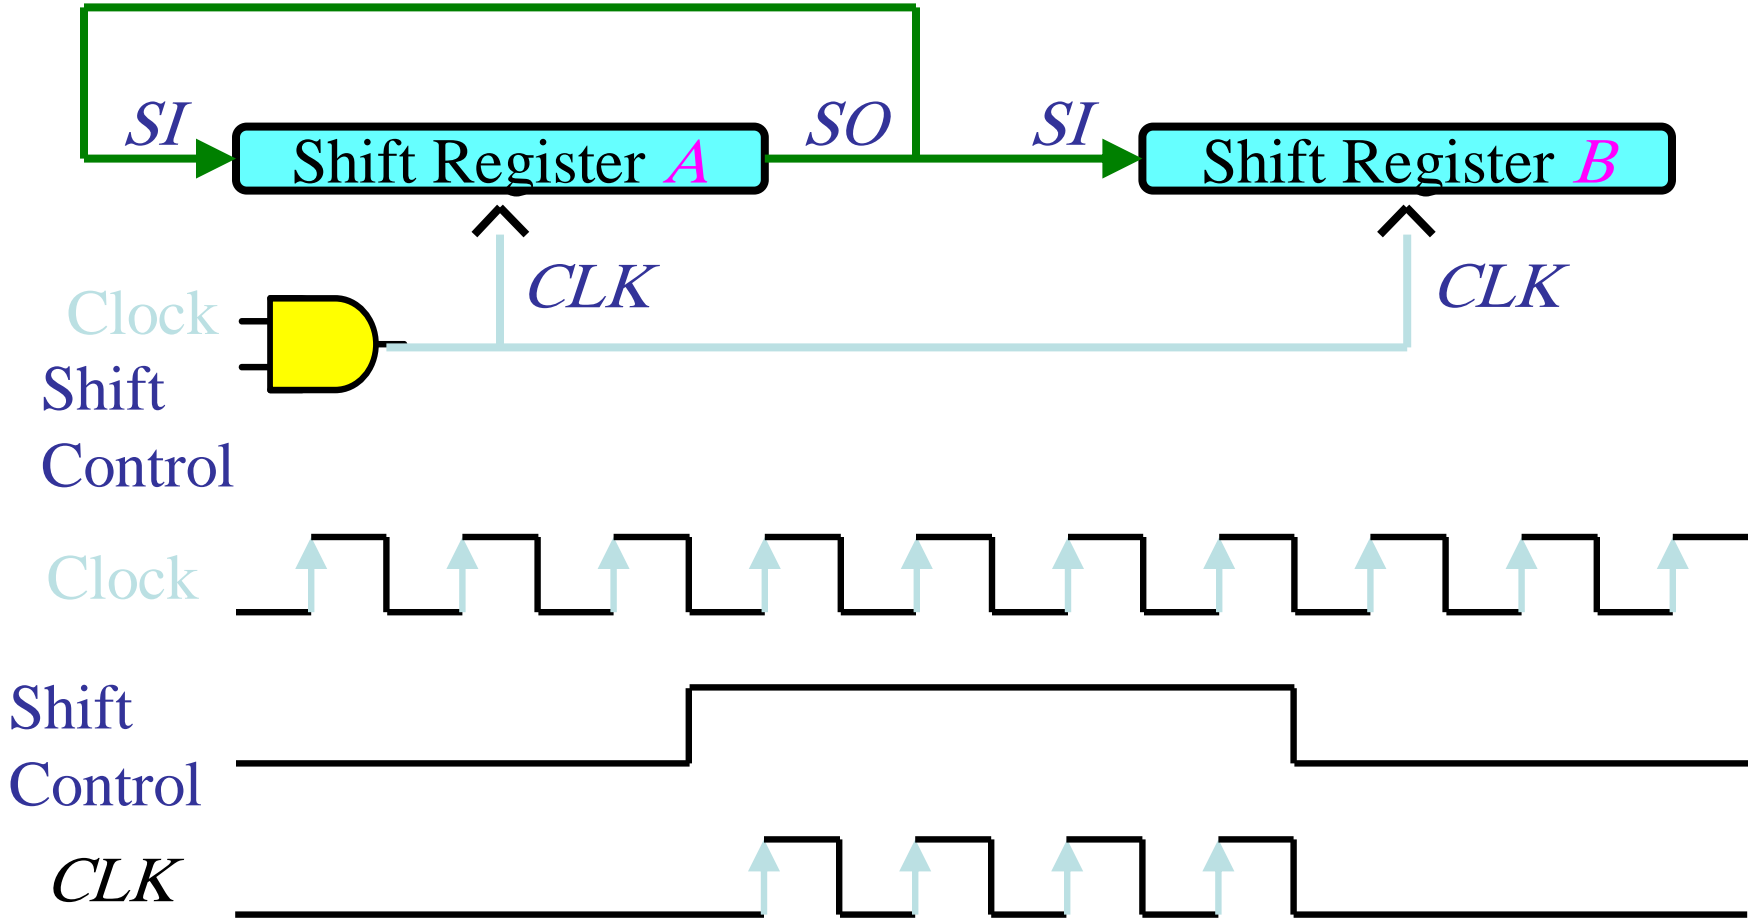 SI SO SI
Shift Register A Shift Register B
CLK CLK
Clock
Shift
Control
Clock
Shift
Control
CLK